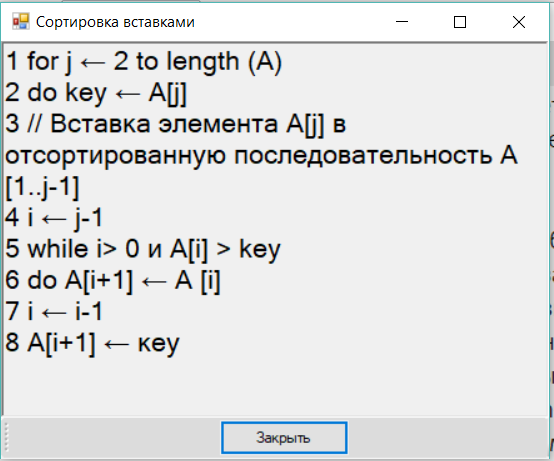 Сортировка вставками
1 for j ← 2 to length (A)
2 do key ← A[j]
3 // Вставка элемента A[j] в
отсортированную последовательность A
[1..j-1]
4 i ← j-1
5 while i> 0 и A[i] > key
6 do A[i+1] ← A [i]
7 i ← i-1
8 A[i+1] ← кey
Закрыть